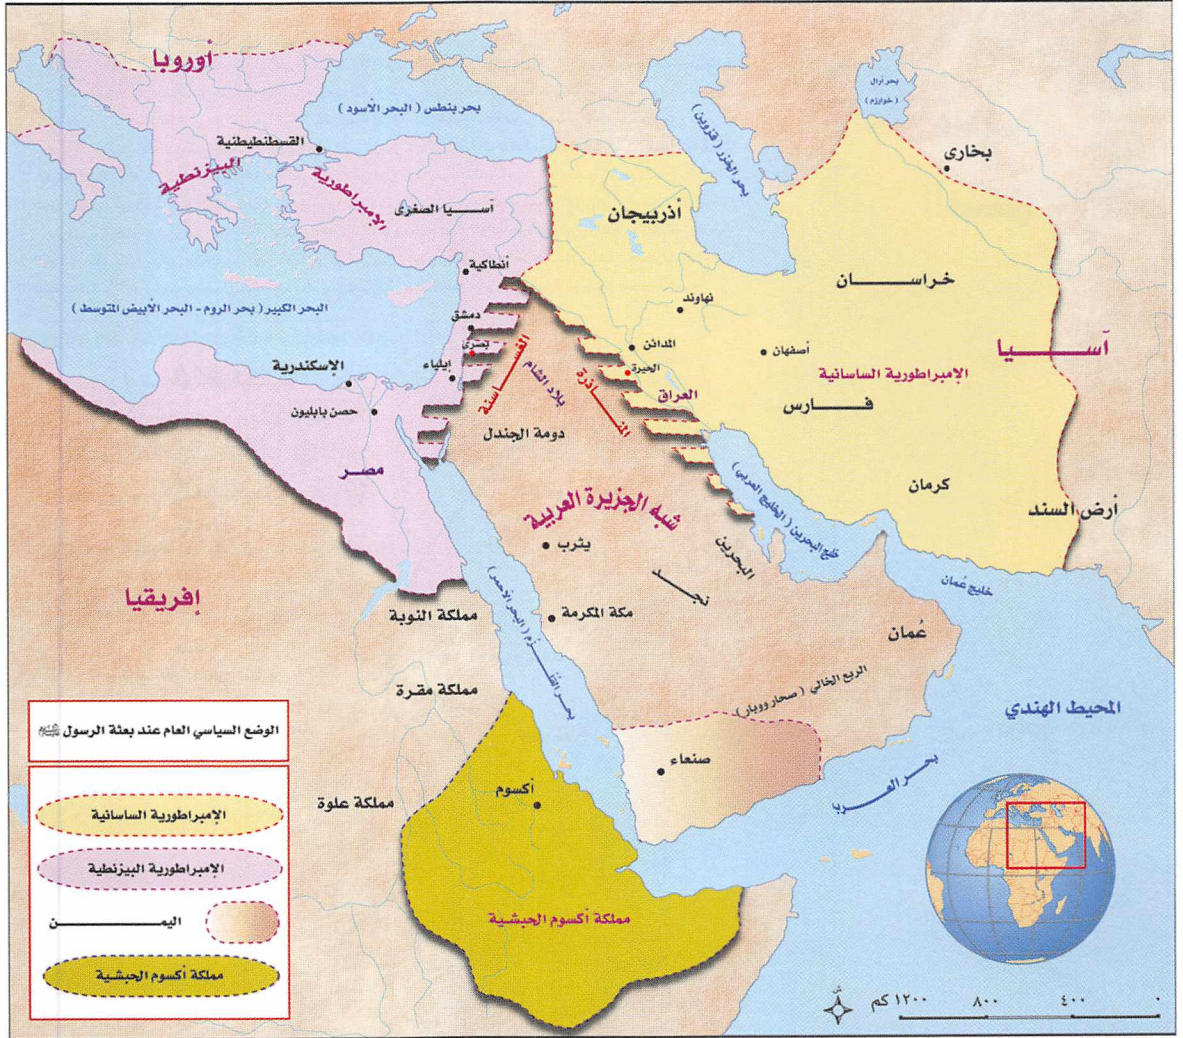 أوروبا
بحر بنطس ( البحر الأسود )
القسطنطينية
البيزنطية
الإمبراطورية
آسيا الصغرى
أنطاكية
البحر الكبير ( بحر الروم - البحر الأبيض المتوسط )
دمشق
بصرى
إيلياء
الإسكندرية
حصن بابليون
مصر
الغساسنة
بلاد الشام
المناذرة
دومة الجندل
بحر الخزر ( قزوين )
بحر آرال
( خوارزم )
بخارى
أذربيجان
خراسان
نهاوند
المدائن
أصفهان
الحيرة
العراق
آسيا
الإمبراطورية الساسانية
فارس
كرمان
أرض السند
خليج البحرين ( الخليج العربي )
خليج عُمان
شبه الجزيرة العربية
يثرب
البحرين
نجد
مكة المكرمة
عُمان
الربع الخالي ( صحار ووبار )
بحر القلزم ( البحر الأحمر )
إفريقيا
مملكة النوبة
مملكة مقرة
مملكة علوة
صنعاء
أكسوم
مملكة أكسوم الحبشية
المحيط الهندي
بحر العرب
الوضع السياسي العام عند بعثة الرسول ﷺ
الإمبراطورية الساسانية
الإمبراطورية البيزنطية
اليمن
مملكة أكسوم الحبشية
ش
٠ ٤٠٠ ٨٠٠ ١٢٠٠ كم